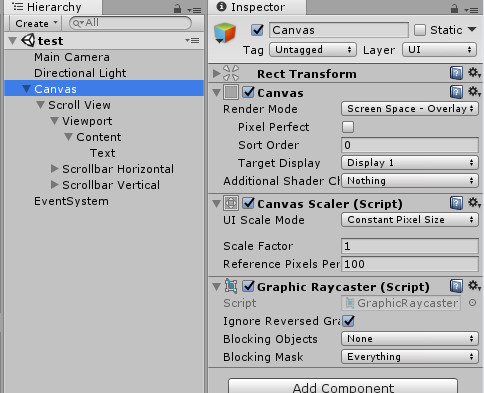 Hierarchy
Create
All
test
Main Camera
Directional Light
Canvas
Scroll View
Viewport
Content
Text
Scrollbar Horizontal
Scrollbar Vertical
EventSystem
Inspector
Canvas Static
Tag Untagged Layer UI
Rect Transform
Canvas
Render Mode Screen Space - Overlay
Pixel Perfect
Sort Order 0
Target Display Display 1
Additional Shader Ch Nothing
Canvas Scaler (Script)
UI Scale Mode Constant Pixel Size
Scale Factor 1
Reference Pixels Per 100
Graphic Raycaster (Script)
Script GraphicRaycaster
Ignore Reversed Gra
Blocking Objects None
Blocking Mask Everything
Add Component